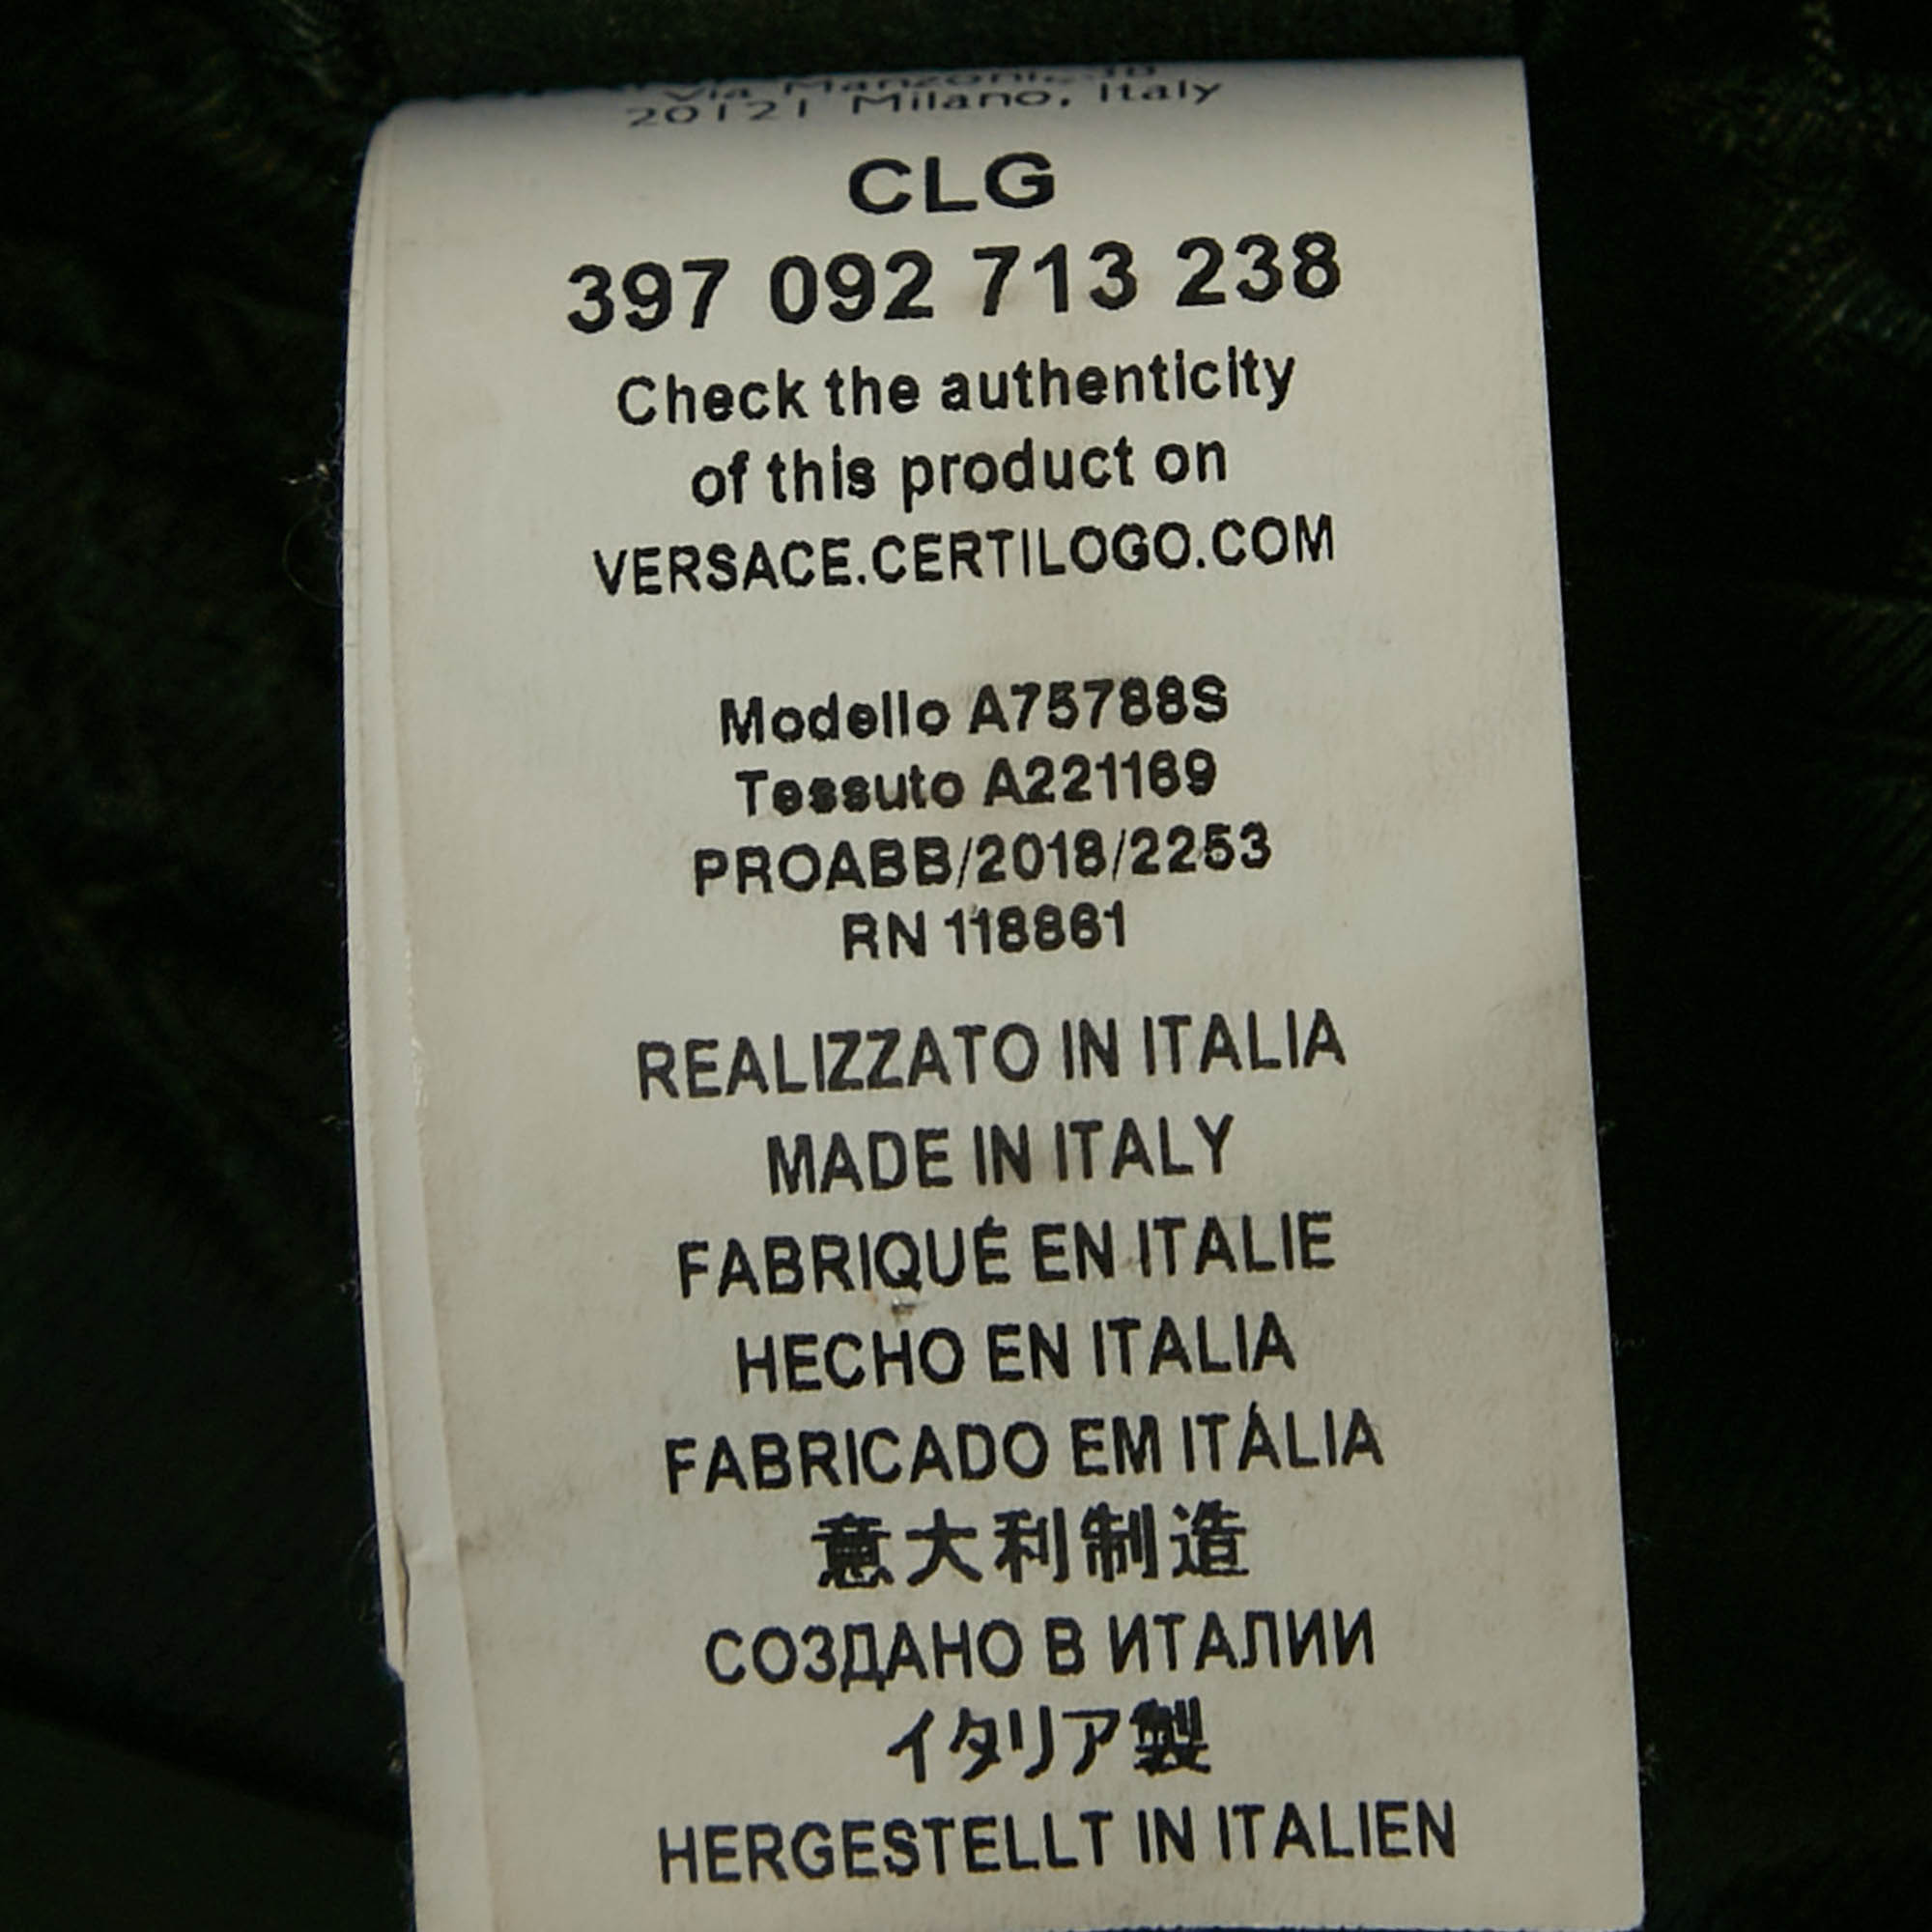 Via Manzoni, 38
20121 Milano, Italy
CLG
397 092 713 238
Check the authenticity
of this product on
VERSACE.CERTILOGO.COM
Modello A75788S
Tessuto A221169
PROABB/2018/2253
RN 118861
REALIZZATO IN ITALIA
MADE IN ITALY
FABRIQUÉ EN ITALIE
HECHO EN ITALIA
FABRICADO EM ITÁLIA
意大利制造
СОЗДАНО В ИТАЛИИ
イタリア製
HERGESTELLT IN ITALIEN